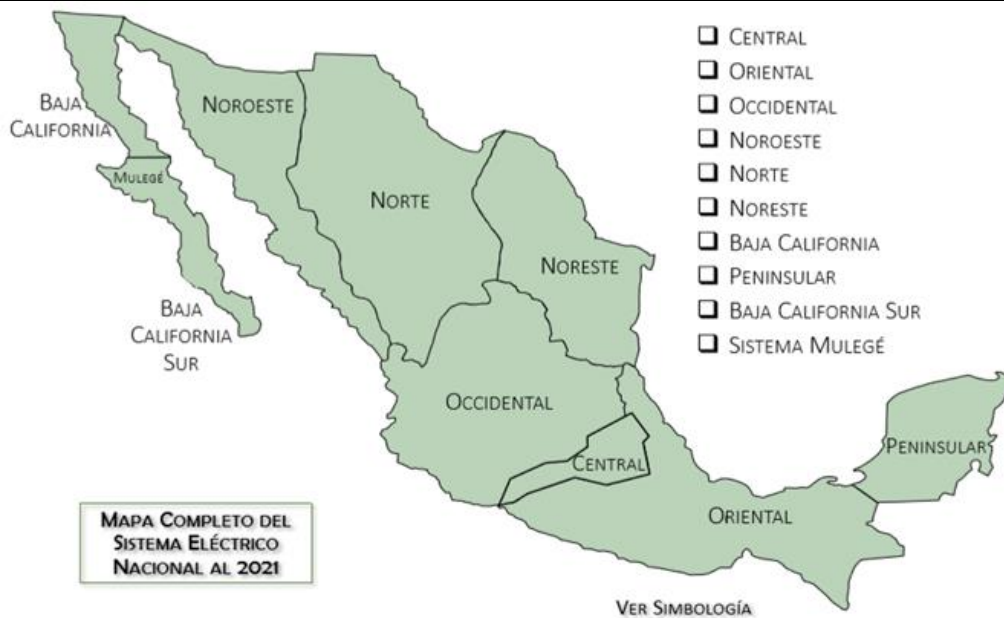 ❑ CENTRAL
❑ ORIENTAL
❑ OCCIDENTAL
❑ NOROESTE
❑ NORTE
❑ NORESTE
❑ BAJA CALIFORNIA
❑ PENINSULAR
❑ BAJA CALIFORNIA SUR
❑ SISTEMA MULEGÉ
BAJA
CALIFORNIA
NOROESTE
MULEGÉ
NORTE
NORESTE
BAJA
CALIFORNIA
SUR
OCCIDENTAL
CENTRAL
PENINSULAR
ORIENTAL
MAPA COMPLETO DEL
SISTEMA ELÉCTRICO
NACIONAL AL 2021
VER SIMBOLOGÍA